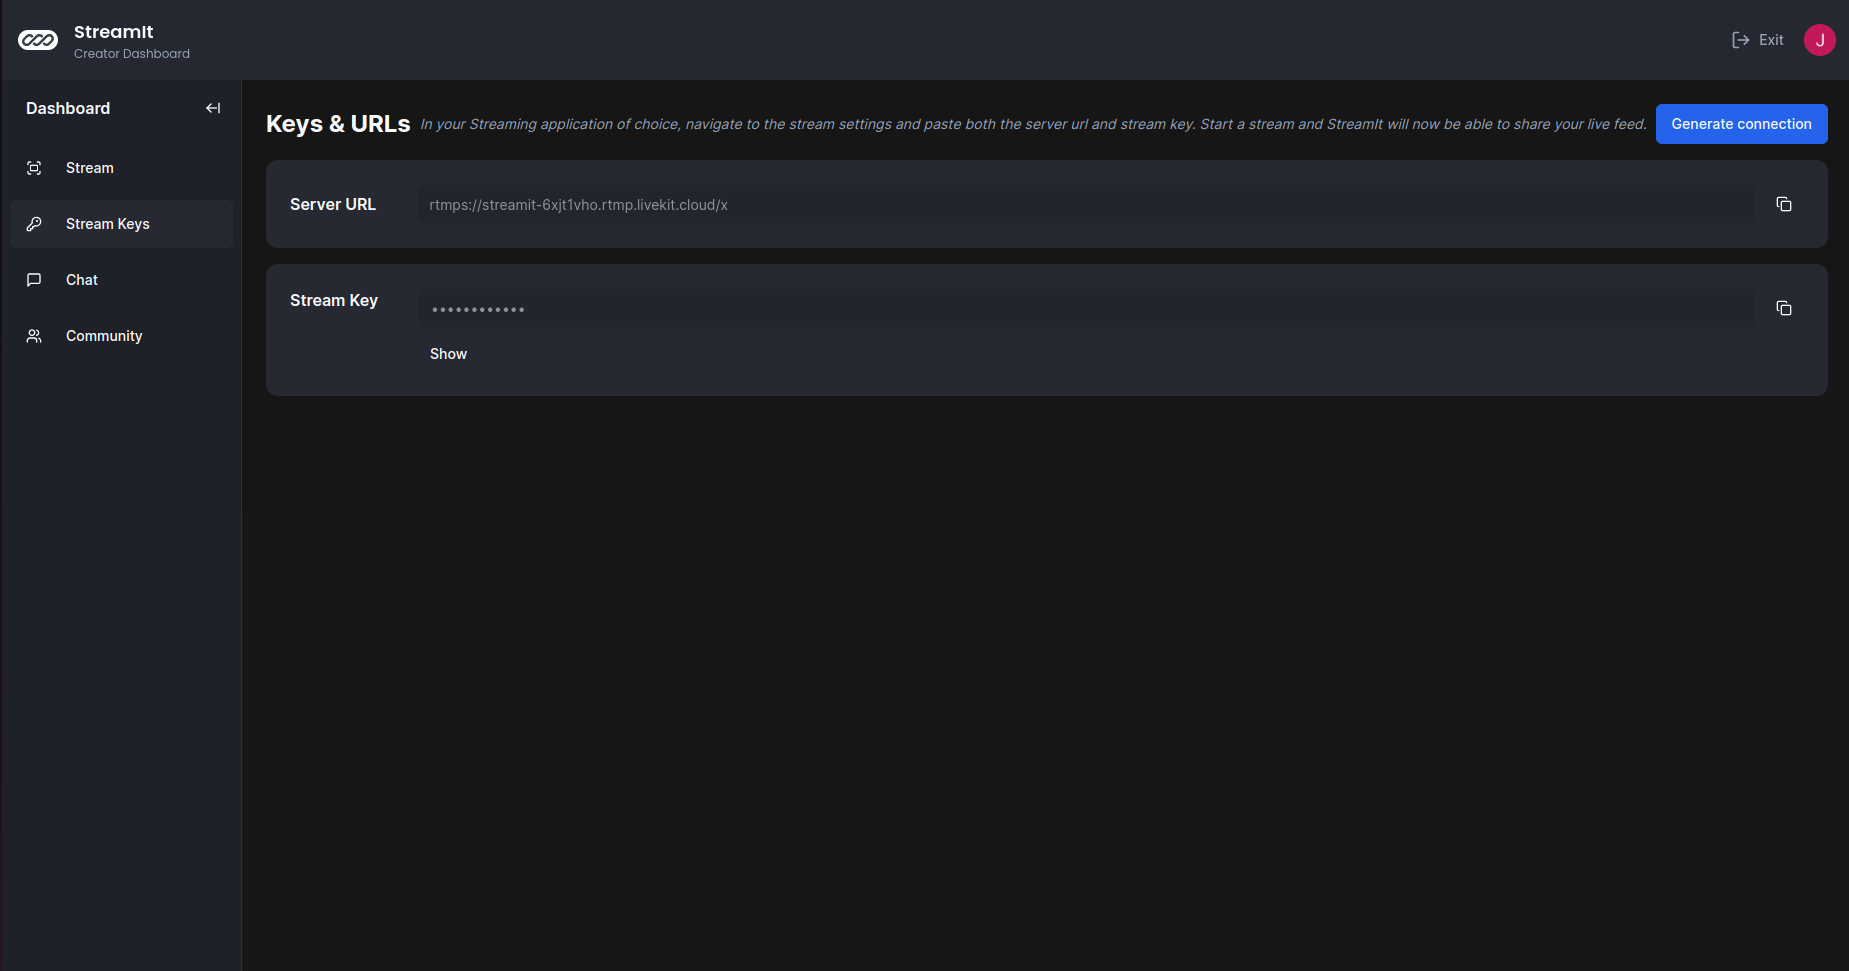 StreamIt
Creator Dashboard
Exit
J
Dashboard
Stream
Stream Keys
Chat
Community
Keys & URLs In your Streaming application of choice, navigate to the stream settings and paste both the server url and stream key. Start a stream and StreamIt will now be able to share your live feed. Generate connection
Server URL rtmps://streamit-6xjt1vho.rtmp.livekit.cloud/x
Stream Key ••••••••••••
Show